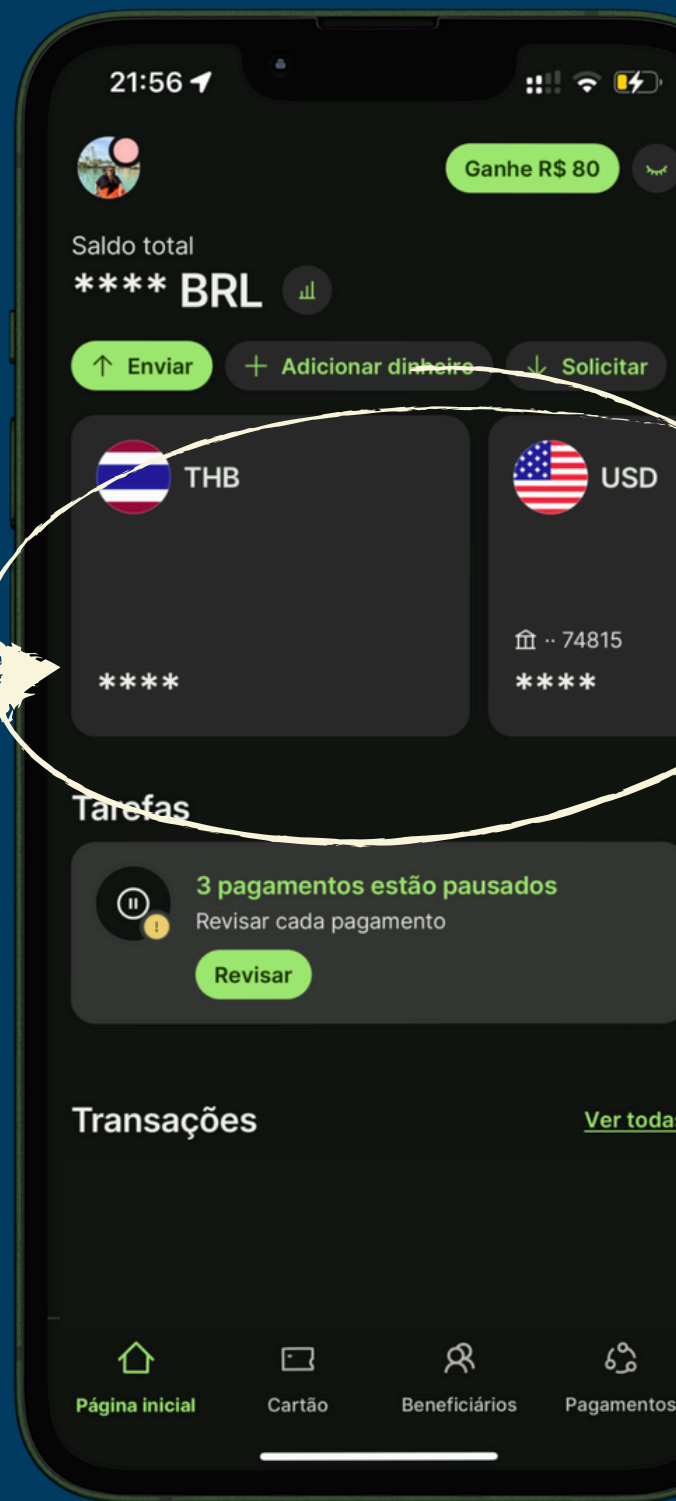 21:56
Ganhe R$ 80
Saldo total
**** BRL
Enviar
Adicionar dinheiro
Solicitar
THB
USD
·· 74815
****
****
Tarefas
3 pagamentos estão pausados
Revisar cada pagamento
Revisar
Transações
Ver todas
Página inicial
Cartão
Beneficiários
Pagamentos